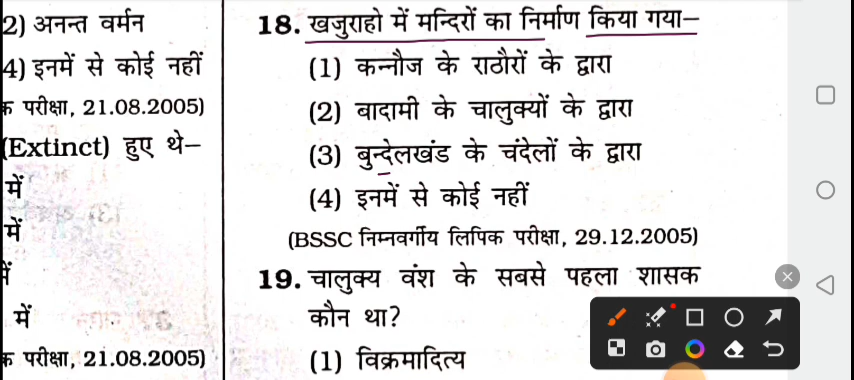 2) अनन्त वर्मन
4) इनमें से कोई नहीं
क परीक्षा, 21.08.2005)
(Extinct) हुए थे–
में
में
में
में
क परीक्षा, 21.08.2005)
18. खजुराहो में मन्दिरों का निर्माण किया गया–
(1) कन्नौज के राठौरों के द्वारा
(2) बादामी के चालुक्यों के द्वारा
(3) बुन्देलखंड के चंदेलों के द्वारा
(4) इनमें से कोई नहीं
(BSSC निम्नवर्गीय लिपिक परीक्षा, 29.12.2005)
19. चालुक्य वंश के सबसे पहला शासक
कौन था?
(1) विक्रमादित्य